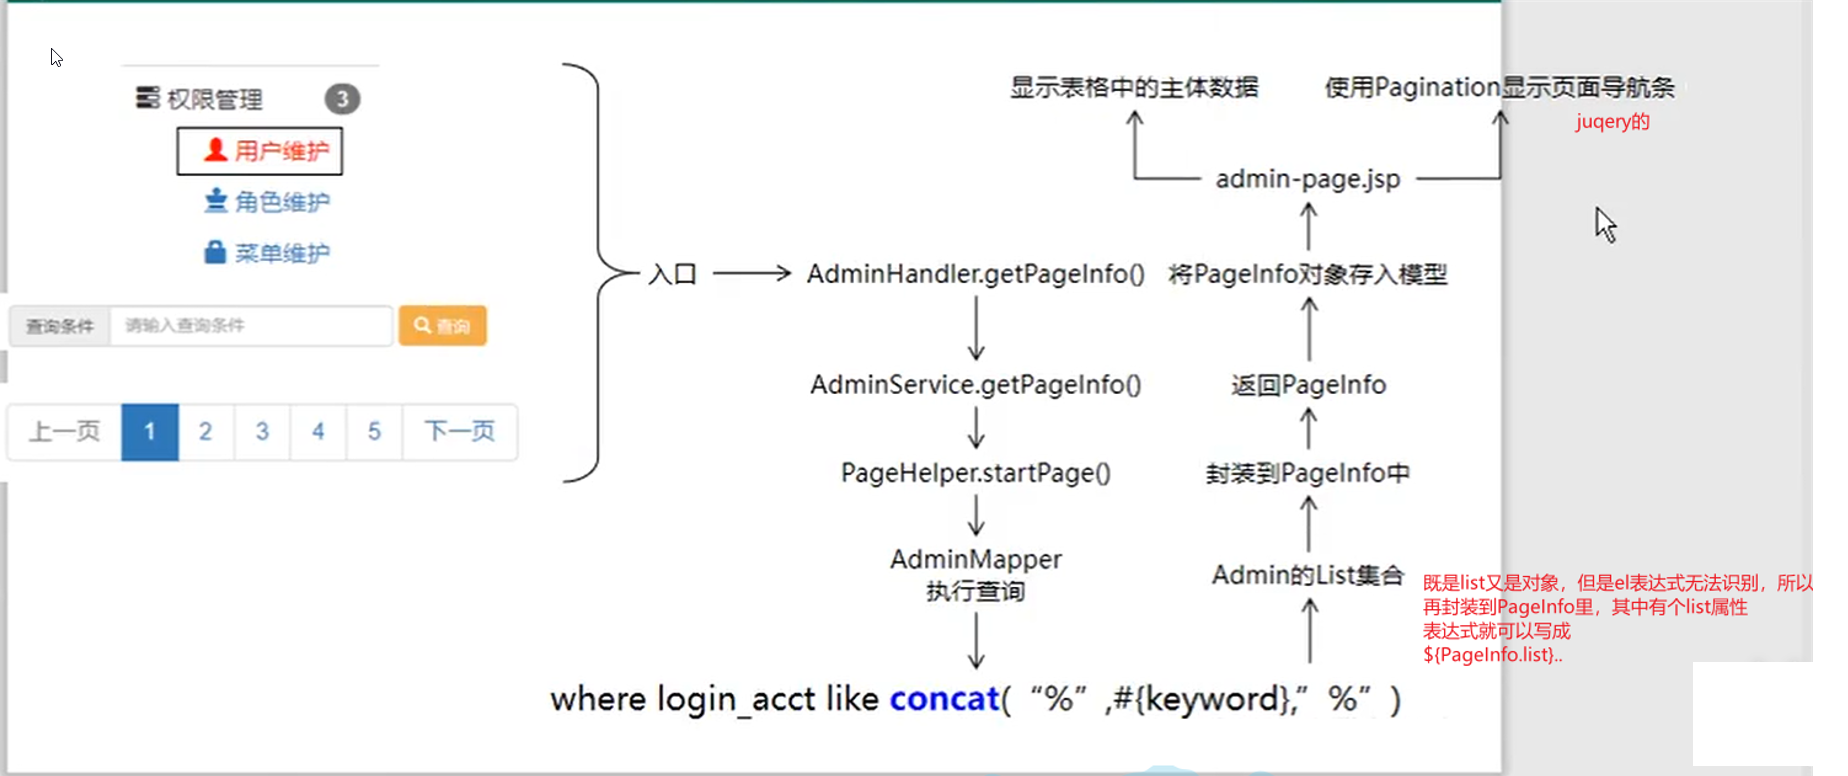 权限管理 3
用户维护
角色维护
菜单维护
查询条件 请输入查询条件 查询
上一页 1 2 3 4 5 下一页
入口
AdminHandler.getPageInfo()
AdminService.getPageInfo()
PageHelper.startPage()
AdminMapper
执行查询
where login_acct like concat( “%” ,#{keyword},” %” )
Admin的List集合
既是list又是对象，但是el表达式无法识别，所以
再封装到PageInfo里，其中有个list属性
表达式就可以写成
${PageInfo.list}..
封装到PageInfo中
返回PageInfo
将PageInfo对象存入模型
admin-page.jsp
显示表格中的主体数据
使用Pagination显示页面导航条
juqery的